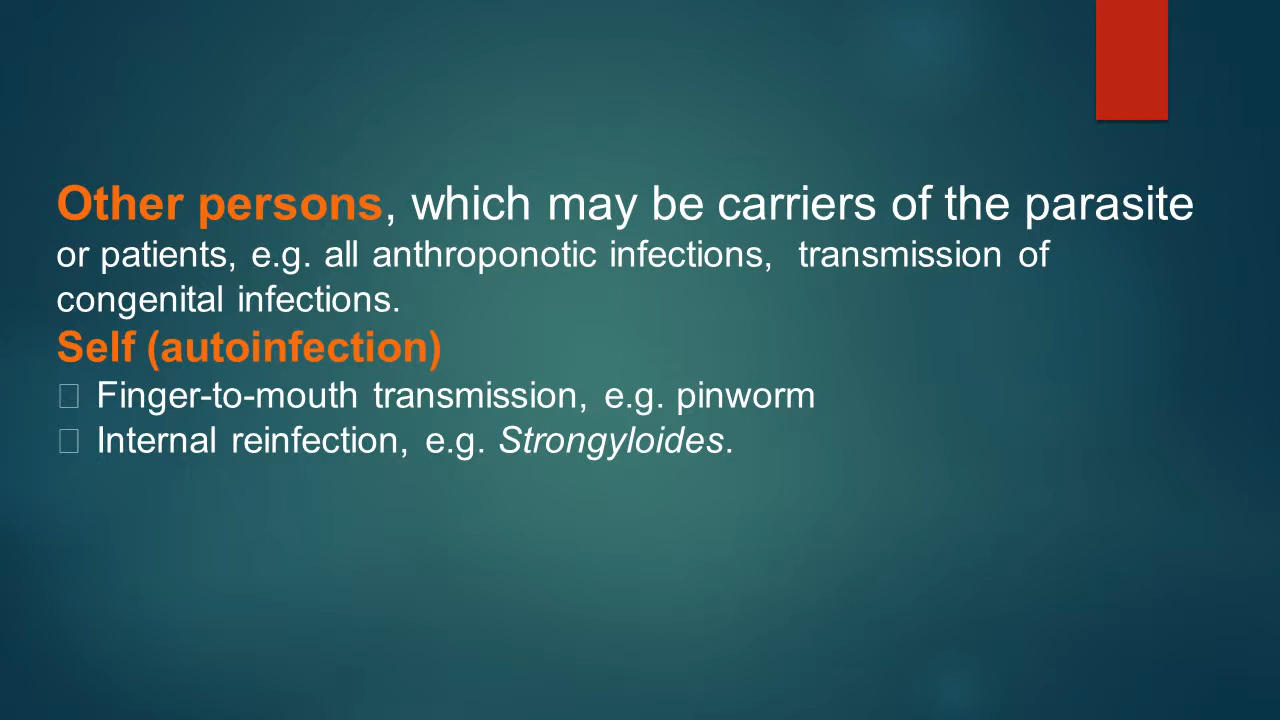 Other persons, which may be carriers of the parasite
or patients, e.g. all anthroponotic infections, transmission of
congenital infections.
Self (autoinfection)
Finger-to-mouth transmission, e.g. pinworm
Internal reinfection, e.g. Strongyloides.